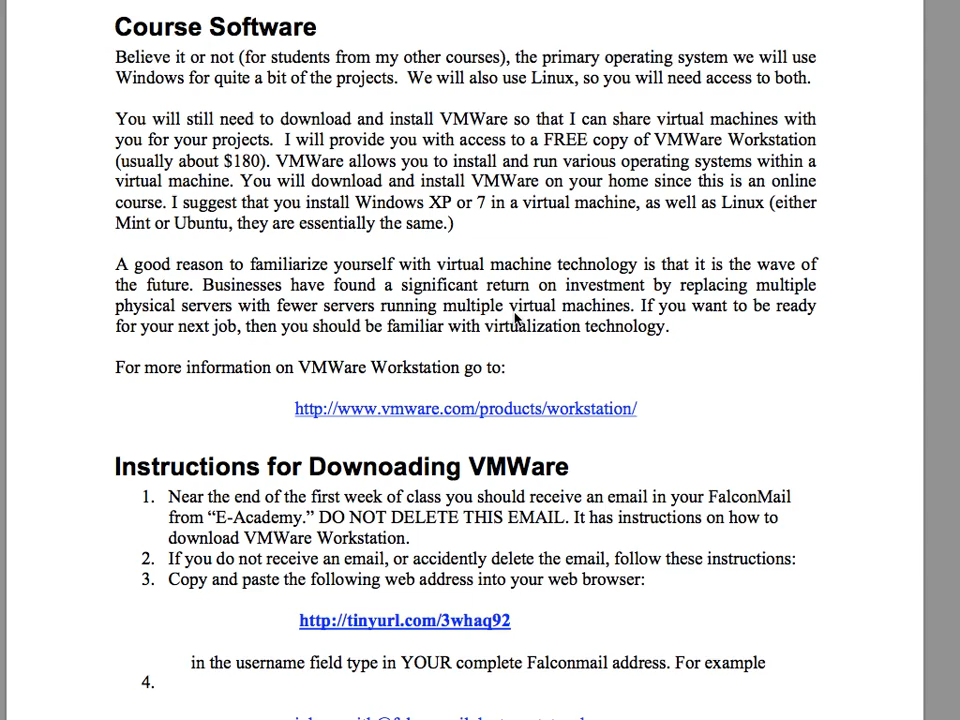 Course Software
Believe it or not (for students from my other courses), the primary operating system we will use
Windows for quite a bit of the projects. We will also use Linux, so you will need access to both.
You will still need to download and install VMWare so that I can share virtual machines with
you for your projects. I will provide you with access to a FREE copy of VMWare Workstation
(usually about $180). VMWare allows you to install and run various operating systems within a
virtual machine. You will download and install VMWare on your home since this is an online
course. I suggest that you install Windows XP or 7 in a virtual machine, as well as Linux (either
Mint or Ubuntu, they are essentially the same.)
A good reason to familiarize yourself with virtual machine technology is that it is the wave of
the future. Businesses have found a significant return on investment by replacing multiple
physical servers with fewer servers running multiple virtual machines. If you want to be ready
for your next job, then you should be familiar with virtualization technology.
For more information on VMWare Workstation go to:
http://www.vmware.com/products/workstation/
Instructions for Downoading VMWare
1. Near the end of the first week of class you should receive an email in your FalconMail
from “E-Academy.” DO NOT DELETE THIS EMAIL. It has instructions on how to
download VMWare Workstation.
2. If you do not receive an email, or accidently delete the email, follow these instructions:
3. Copy and paste the following web address into your web browser:
http://tinyurl.com/3whaq92
in the username field type in YOUR complete Falconmail address. For example
4.